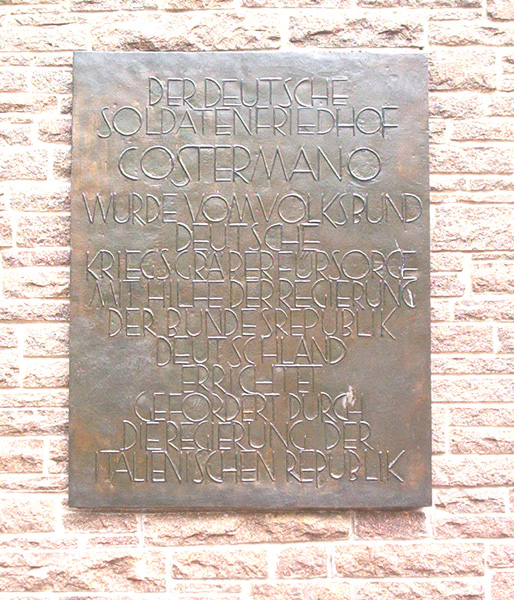 DER DEUTSCHE
SOLDATENFRIEDHOF
COSTERMANO
WURDE VOM VOLKSBUND
DEUTSCHE
KRIEGSGRÄBERFÜRSORGE
MIT HILFE DER REGIERUNG
DER BUNDESREPUBLIK
DEUTSCHLAND
ERRICHTET
GEFÖRDERT DURCH
DIE REGIERUNG DER
ITALIENISCHEN REPUBLIK